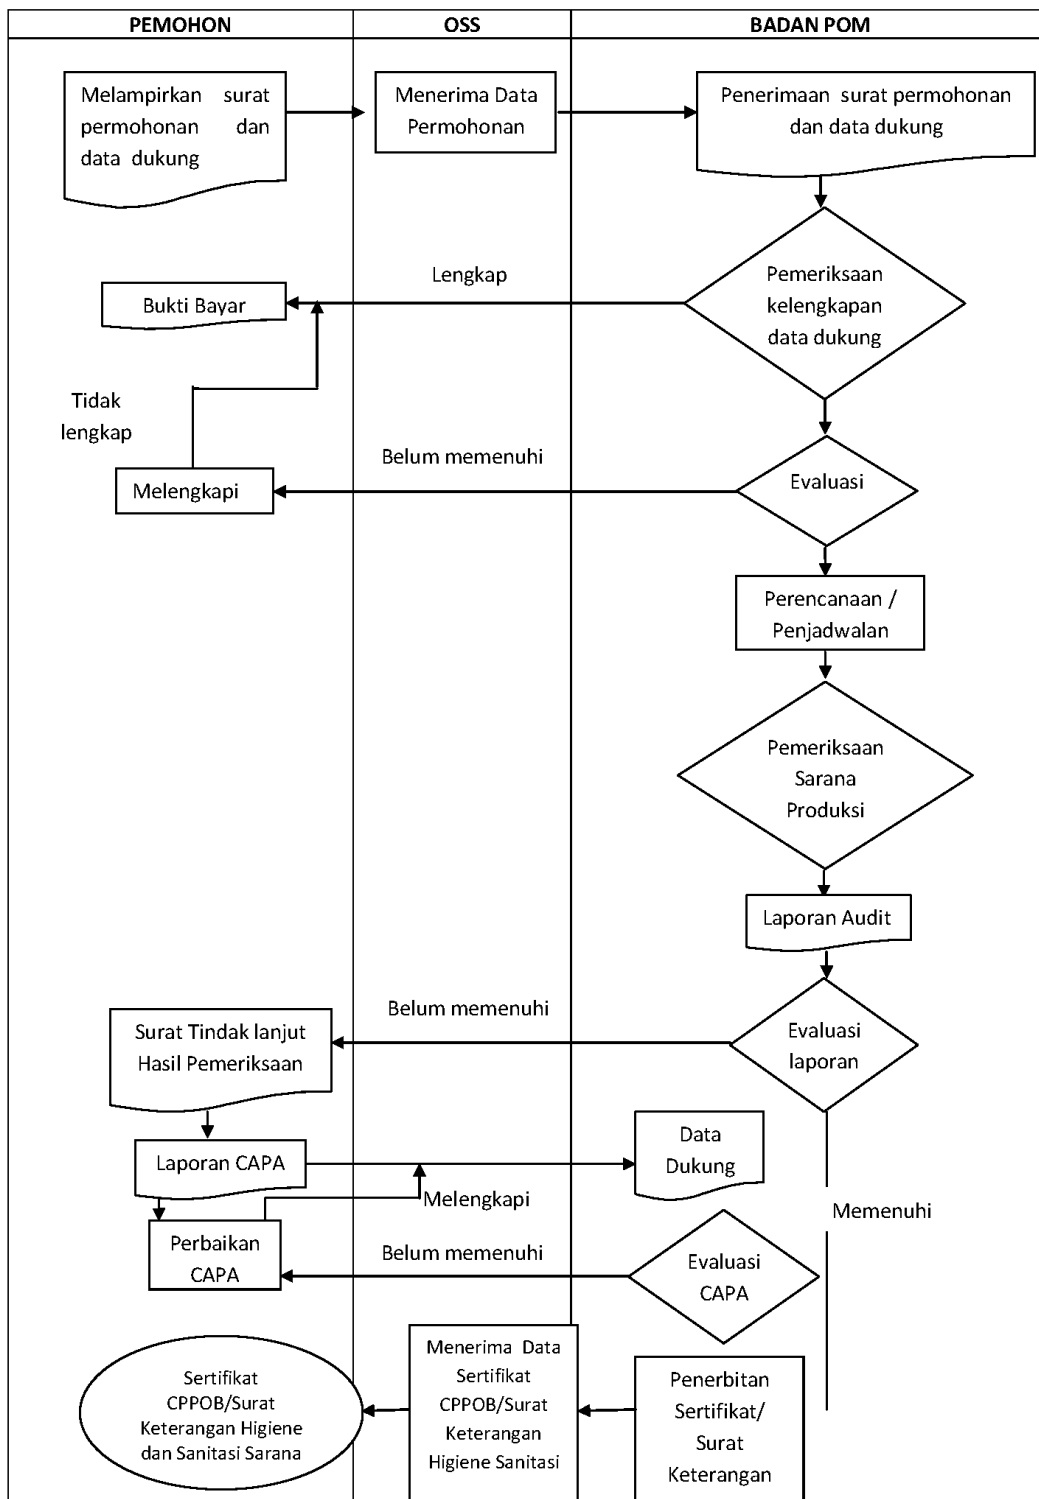 PEMOHON
OSS
BADAN POM
Melampirkan surat
permohonan dan
data dukung
Menerima Data
Permohonan
Penerimaan surat permohonan
dan data dukung
Lengkap
Pemeriksaan
kelengkapan
data dukung
Bukti Bayar
Tidak
lengkap
Belum memenuhi
Melengkapi
Evaluasi
Perencanaan /
Penjadwalan
Pemeriksaan
Sarana
Produksi
Laporan Audit
Belum memenuhi
Surat Tindak lanjut
Hasil Pemeriksaan
Evaluasi
laporan
Laporan CAPA
Data
Dukung
Melengkapi
Memenuhi
Perbaikan
CAPA
Belum memenuhi
Evaluasi
CAPA
Sertifikat
CPPOB/Surat
Keterangan Higiene
dan Sanitasi Sarana
Menerima Data
Sertifikat
CPPOB/Surat
Keterangan
Higiene Sanitasi
Penerbitan
Sertifikat/
Surat
Keterangan